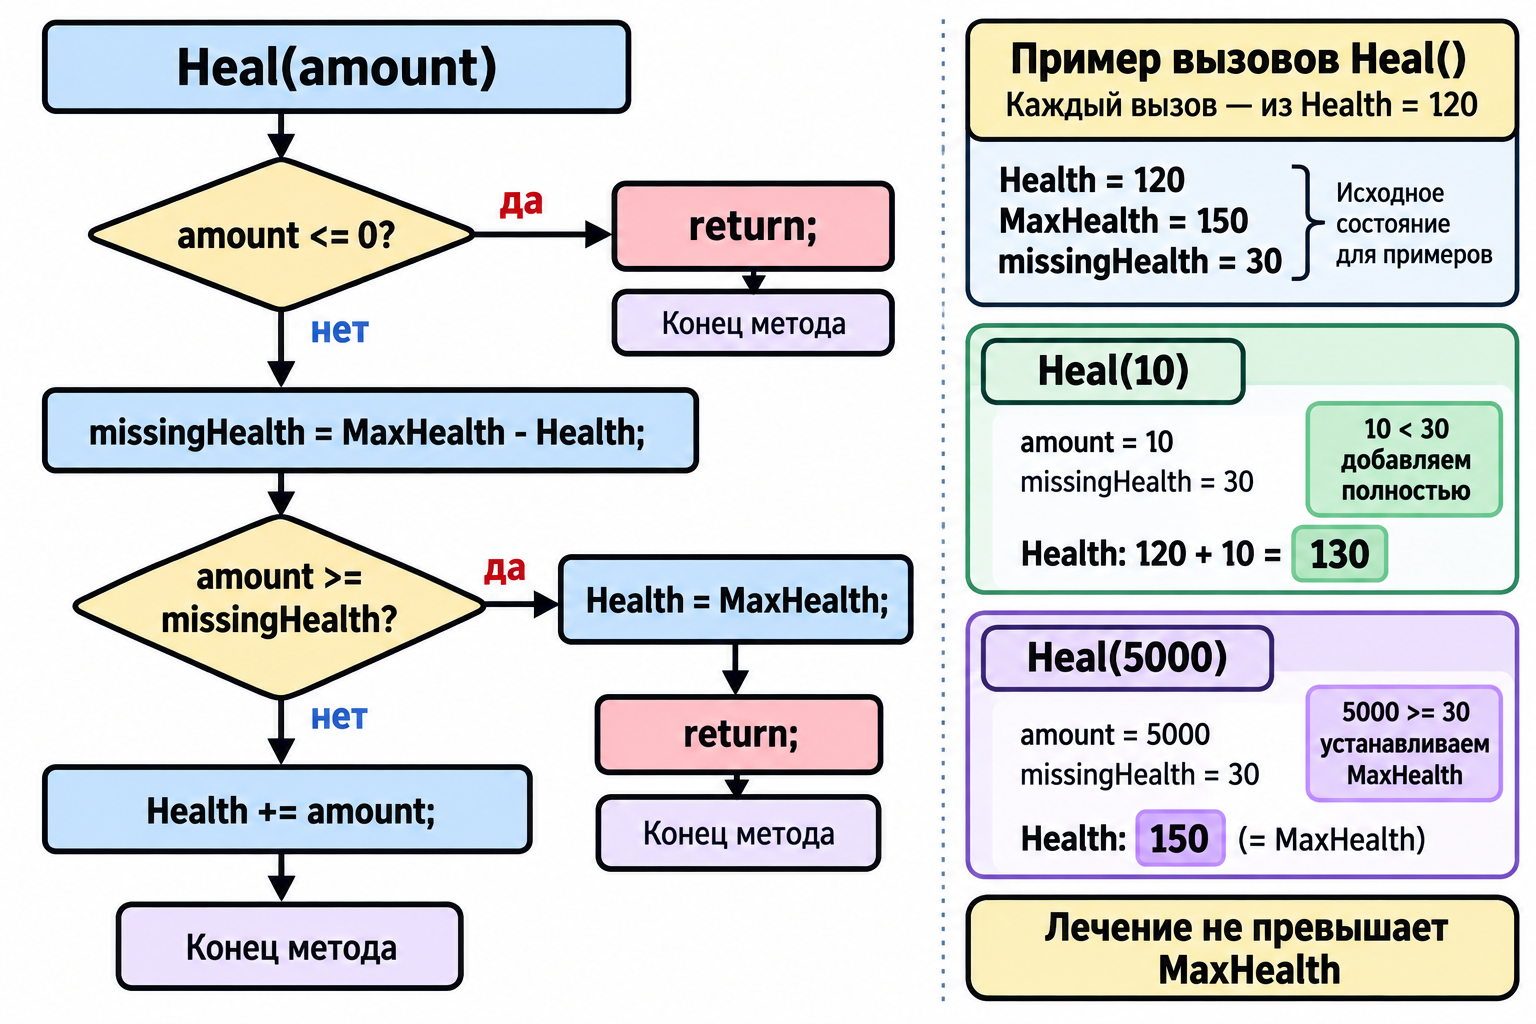 Heal(amount)
amount <= 0?
да
return;
Конец метода
нет
missingHealth = MaxHealth - Health;
amount >=
missingHealth?
да
Health = MaxHealth;
return;
Конец метода
нет
Health += amount;
Конец метода
Пример вызовов Heal()
Каждый вызов — из Health = 120
Health = 120
MaxHealth = 150
missingHealth = 30
Исходное
состояние
для примеров
Heal(10)
amount = 10
missingHealth = 30
10 < 30
добавляем
полностью
Health: 120 + 10 = 130
Heal(5000)
amount = 5000
missingHealth = 30
5000 >= 30
устанавливаем
MaxHealth
Health: 150 (= MaxHealth)
Лечение не превышает
MaxHealth